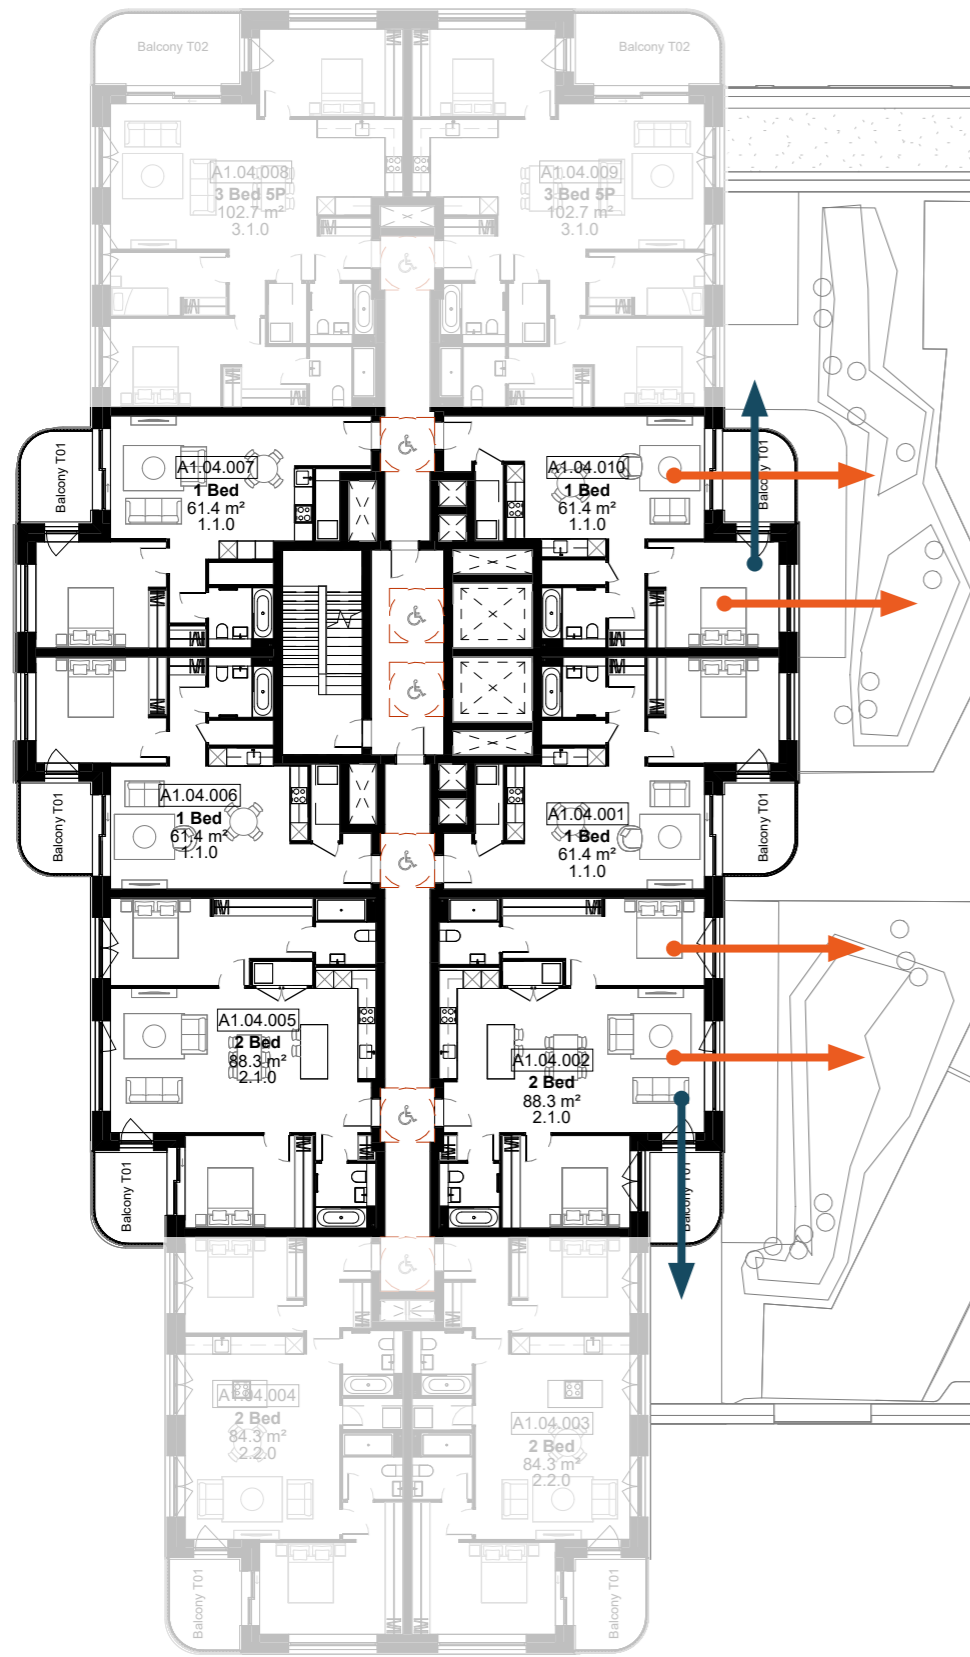 Balcony T02
Balcony T02
A1.04.008
3 Bed 5P
102.7 m²
3.1.0
A1.04.009
3 Bed 5P
102.7 m²
3.1.0
Balcony T01
A1.04.007
1 Bed
61.4 m²
1.1.0
A1.04.010
1 Bed
61.4 m²
1.1.0
Balcony T01
Balcony T01
A1.04.006
1 Bed
61.4 m²
1.1.0
A1.04.001
1 Bed
61.4 m²
1.1.0
Balcony T01
A1.04.005
2 Bed
88.3 m²
2.1.0
A1.04.002
2 Bed
88.3 m²
2.1.0
Balcony T01
Balcony T01
A1.04.004
2 Bed
84.3 m²
2.2.0
A1.04.003
2 Bed
84.3 m²
2.2.0
Balcony T01
Balcony T01